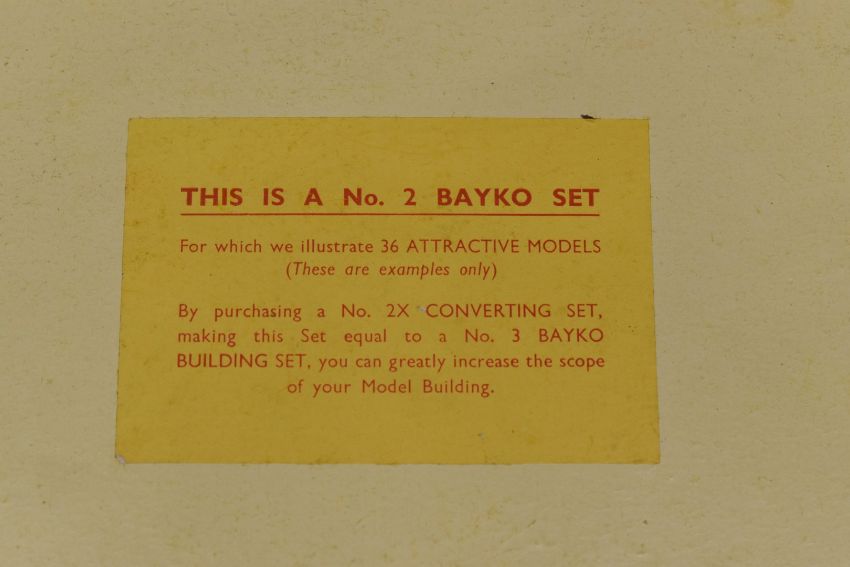 THIS IS A No. 2 BAYKO SET
For which we illustrate 36 ATTRACTIVE MODELS
(These are examples only)
By purchasing a No. 2X CONVERTING SET,
making this Set equal to a No. 3 BAYKO
BUILDING SET, you can greatly increase the scope
of your Model Building.